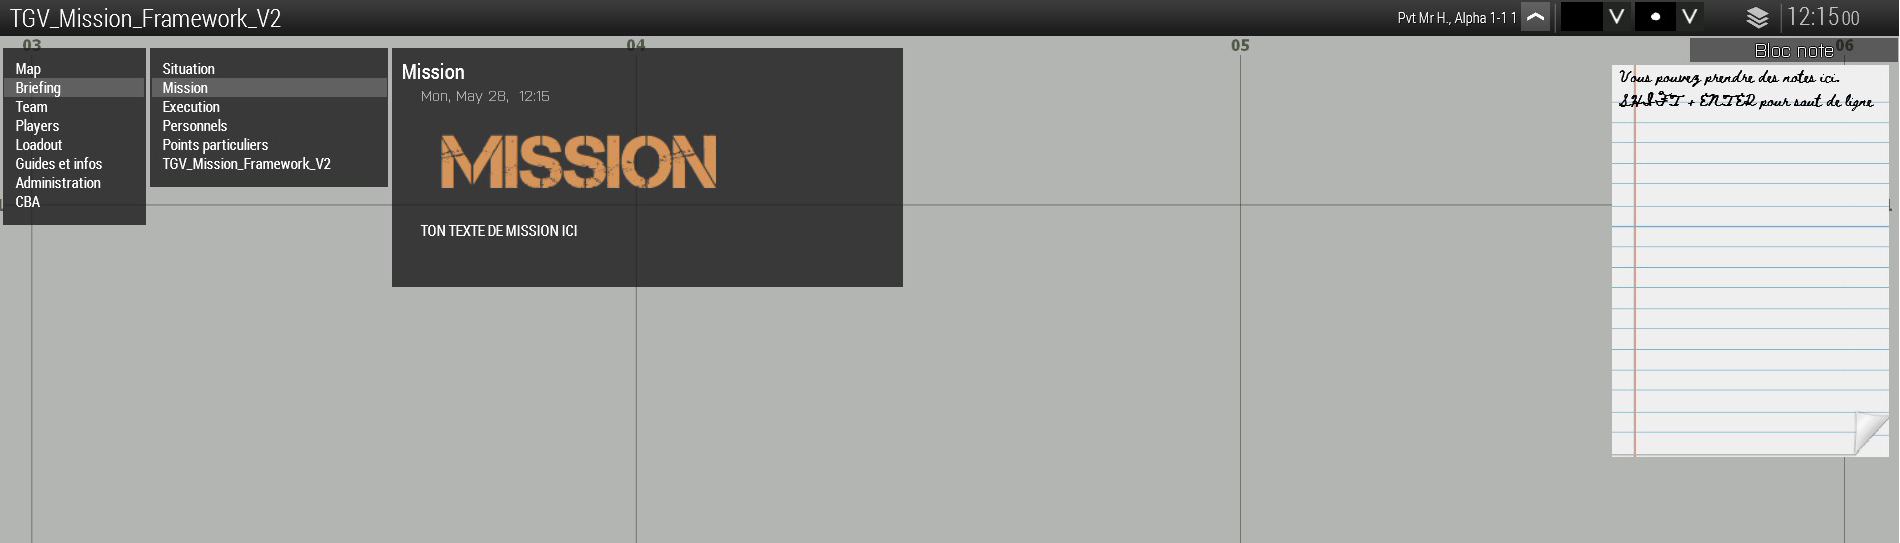 TGV_Mission_Framework_V2
Pvt Mr H., Alpha 1-1 1
12:15 00
03
04
05
06
Map
Briefing
Team
Players
Loadout
Guides et infos
Administration
CBA
Situation
Mission
Execution
Personnels
Points particuliers
TGV_Mission_Framework_V2
Mission
Mon, May 28, 12:15
MISSION
TON TEXTE DE MISSION ICI
Bloc note
Vous pouvez prendre des notes ici.
SHIFT + ENTER pour saut de ligne